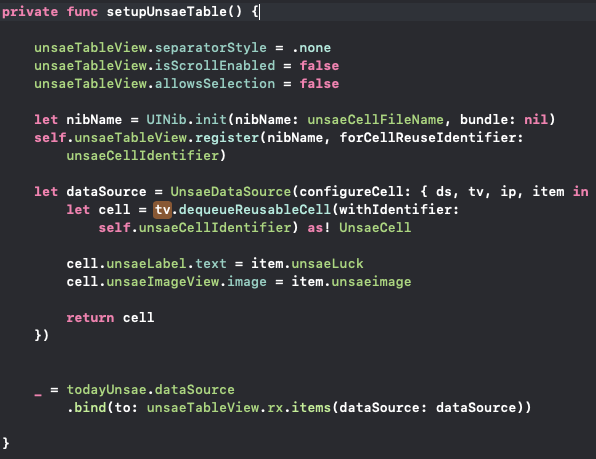 private func setupUnsaeTable() {
unsaeTableView.separatorStyle = .none
unsaeTableView.isScrollEnabled = false
unsaeTableView.allowsSelection = false
let nibName = UINib.init(nibName: unsaeCellFileName, bundle: nil)
self.unsaeTableView.register(nibName, forCellReuseIdentifier:
unsaeCellIdentifier)
let dataSource = UnsaeDataSource(configureCell: { ds, tv, ip, item in
let cell = tv.dequeueReusableCell(withIdentifier:
self.unsaeCellIdentifier) as! UnsaeCell
cell.unsaeLabel.text = item.unsaeLuck
cell.unsaeImageView.image = item.unsaeimage
return cell
})
_ = todayUnsae.dataSource
.bind(to: unsaeTableView.rx.items(dataSource: dataSource))
}